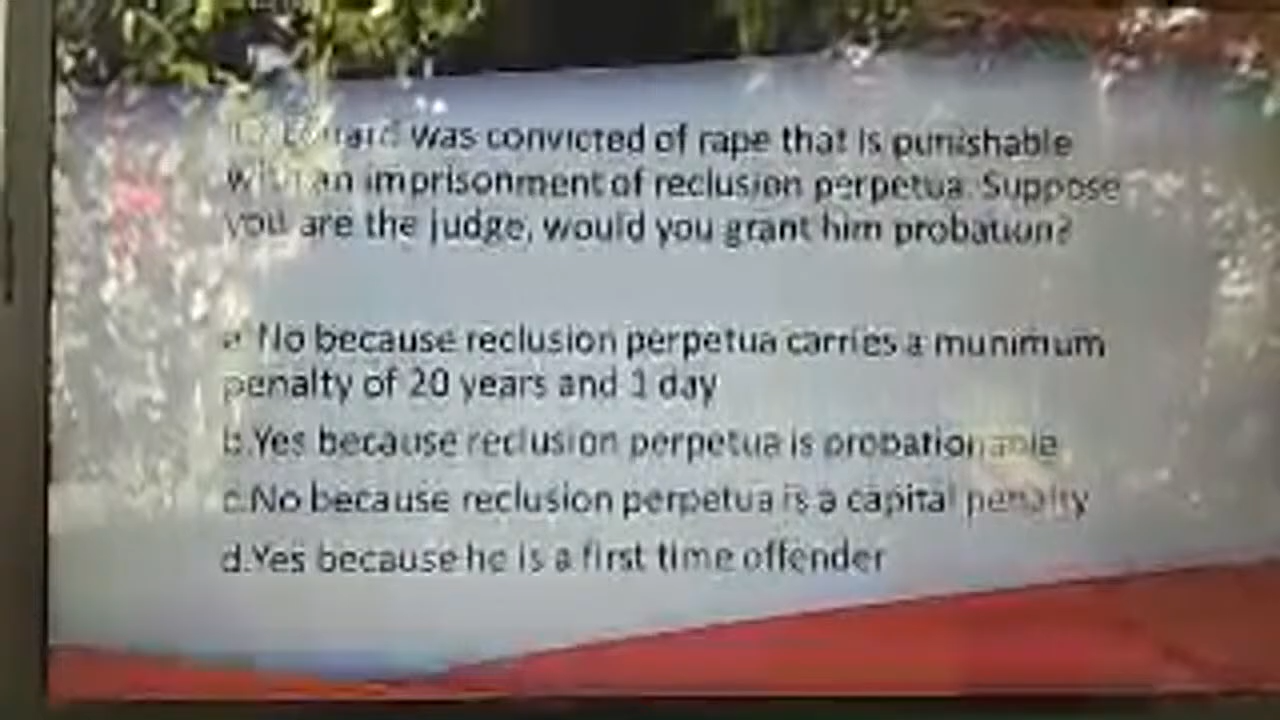 was convicted of rape that is punishable
an imprisonment of reclusion perpetua. Suppose
you are the judge, would you grant him probation?
a. No because reclusion perpetua carries a munimum
penalty of 20 years and 1 day
b.Yes because reclusion perpetua is probationable
c.No because reclusion perpetua is a capital penalty
d.Yes because he is a first time offender